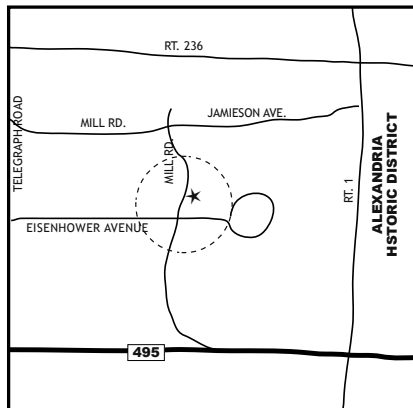 RT. 236
JAMIESON AVE.
MILL RD.
TELEGRAPH ROAD
MILL RD.
RT. 1
ALEXANDRIA
HSTORIC DISTRICT
EISENHOWER AVENUE
495